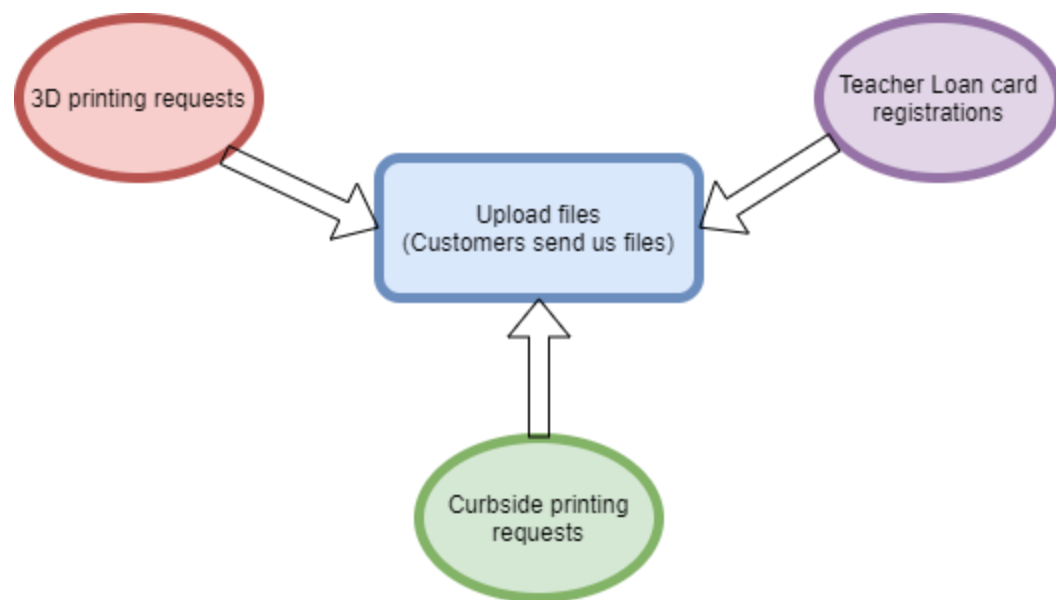 3D printing requests
Teacher Loan card
registrations
Upload files
(Customers send us files)
Curbside printing
requests